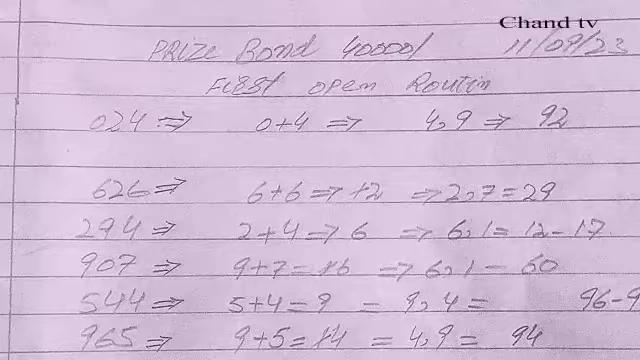 Chand tv
PRIZE Bond 40000/ 11/09/23
First open Routin
024 ⇒ 0+4 ⇒ 4,9 ⇒ 92
626 ⇒ 6+6 ⇒ 12 ⇒ 2,7 = 29
294 ⇒ 2+4 ⇒ 6 ⇒ 6,1 = 12-17
907 ⇒ 9+7 = 16 ⇒ 6,1 - 60
544 ⇒ 5+4 = 9 = 9,4 = 96-9
965 ⇒ 9+5 = 14 = 4,9 = 94